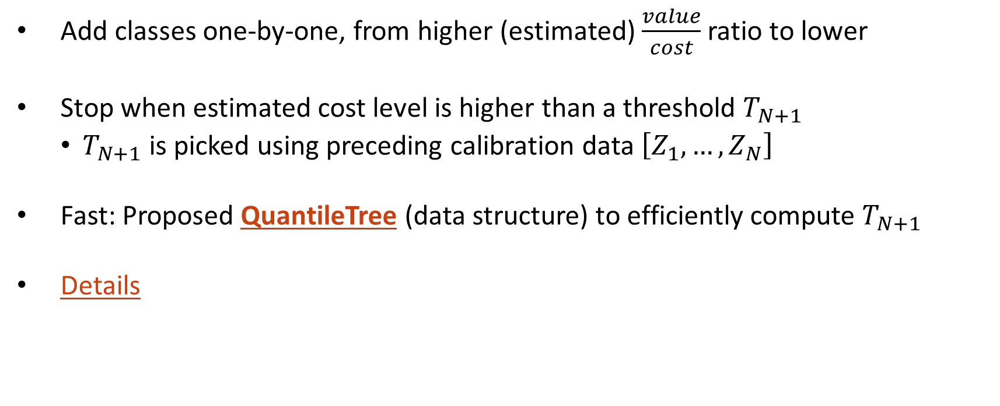 • Add classes one-by-one, from higher (estimated) $\frac{value}{cost}$ ratio to lower
• Stop when estimated cost level is higher than a threshold $T_{N+1}$
• $T_{N+1}$ is picked using preceding calibration data $[Z_1, \ldots, Z_N]$
• Fast: Proposed QuantileTree (data structure) to efficiently compute $T_{N+1}$
• Details